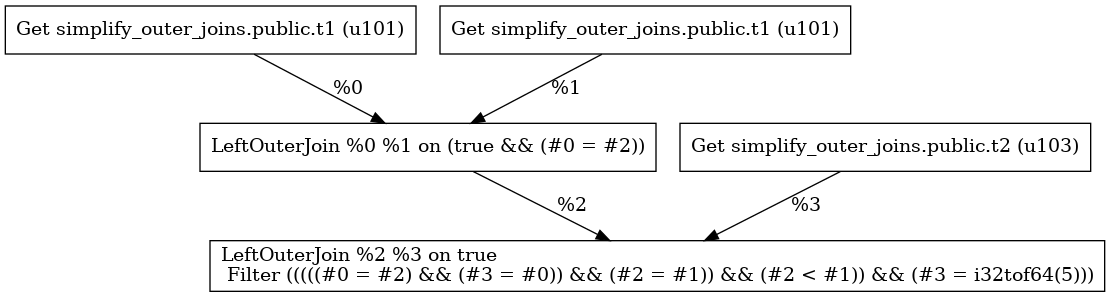 Get simplify_outer_joins.public.t1 (u101)
Get simplify_outer_joins.public.t1 (u101)
%0
%1
LeftOuterJoin %0 %1 on (true && (#0 = #2))
Get simplify_outer_joins.public.t2 (u103)
%2
%3
LeftOuterJoin %2 %3 on true
Filter (((((#0 = #2) && (#3 = #0)) && (#2 = #1)) && (#2 < #1)) && (#3 = i32tof64(5)))